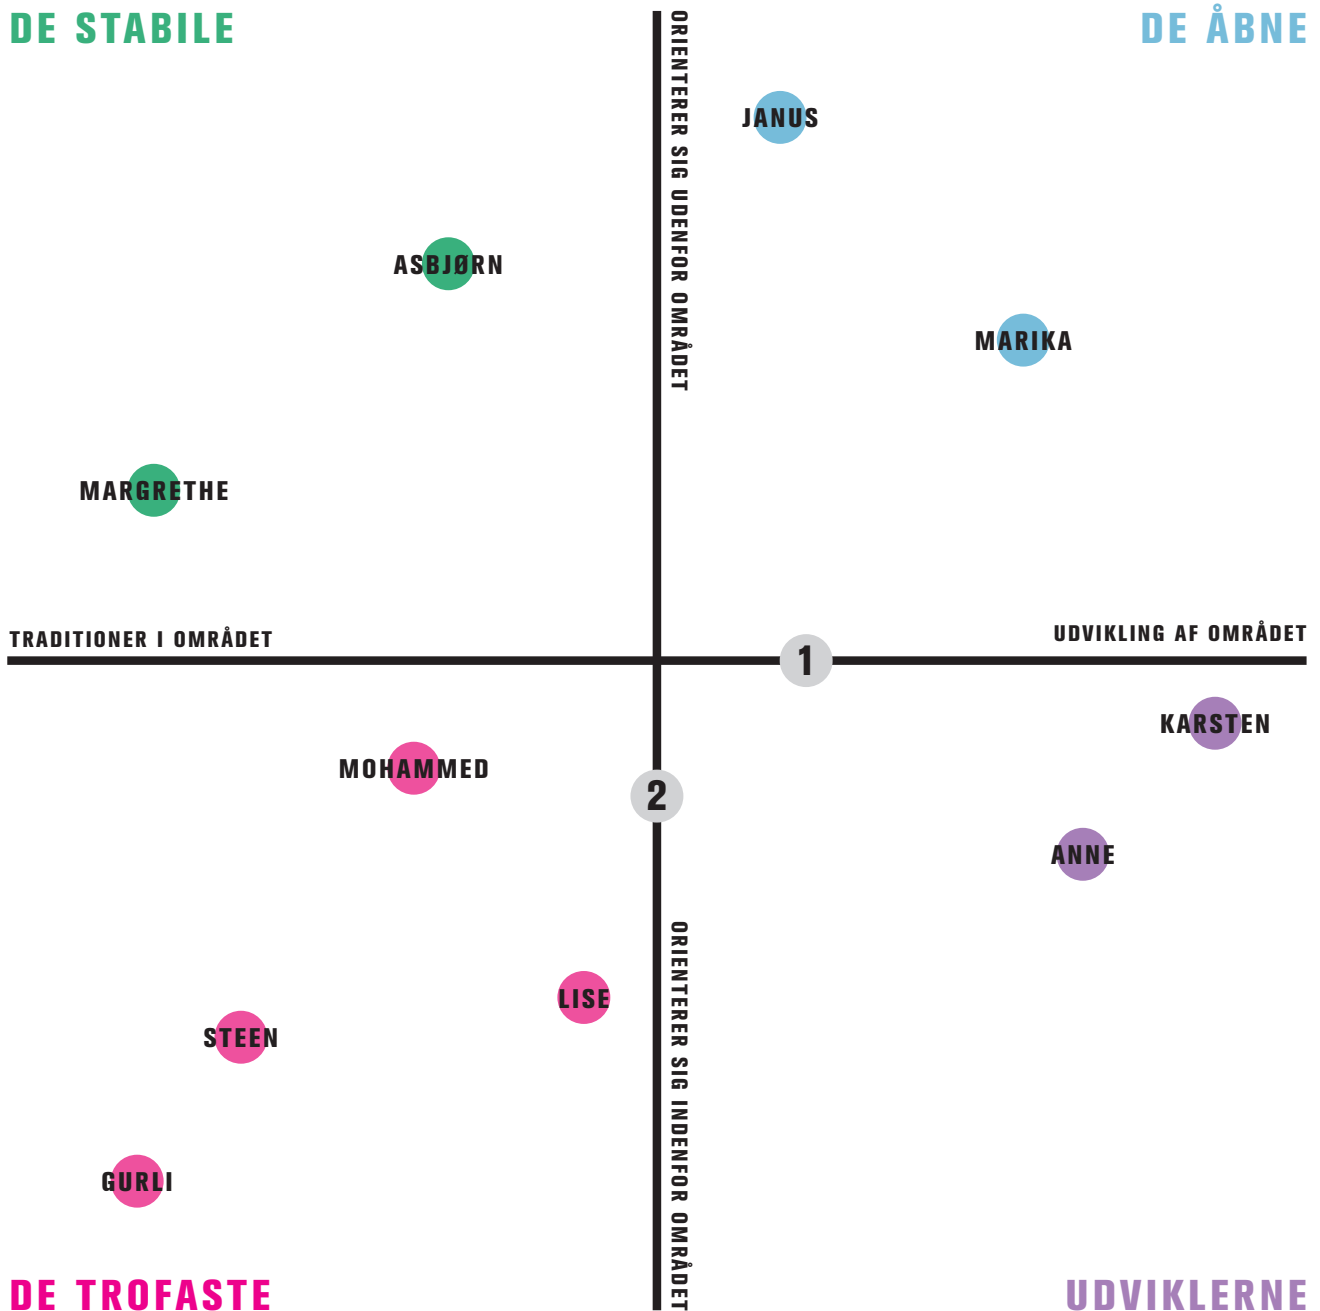 DE STABILE
DE ÅBNE
ORIENTERER SIG UDENFOR OMRÅDET
JANUS
ASBJØRN
MARIKA
MARGRETHE
TRADITIONER I OMRÅDET
UDVIKLING AF OMRÅDET
1
KARSTEN
MOHAMMED
2
ANNE
ORIENTERER SIG INDENFOR OMRÅDET
LISE
STEEN
GURLI
DE TROFASTE
UDVIKLERNE